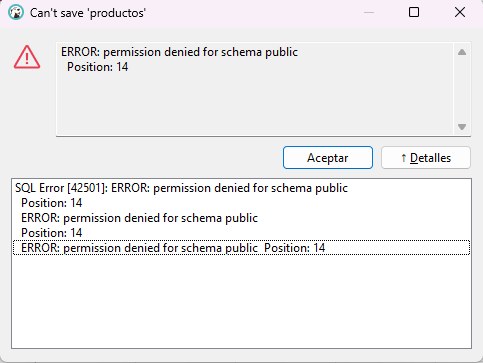 Can't save 'productos'
ERROR: permission denied for schema public
Position: 14
Aceptar
↑ Detalles
SQL Error [42501]: ERROR: permission denied for schema public
Position: 14
ERROR: permission denied for schema public
Position: 14
ERROR: permission denied for schema public  Position: 14